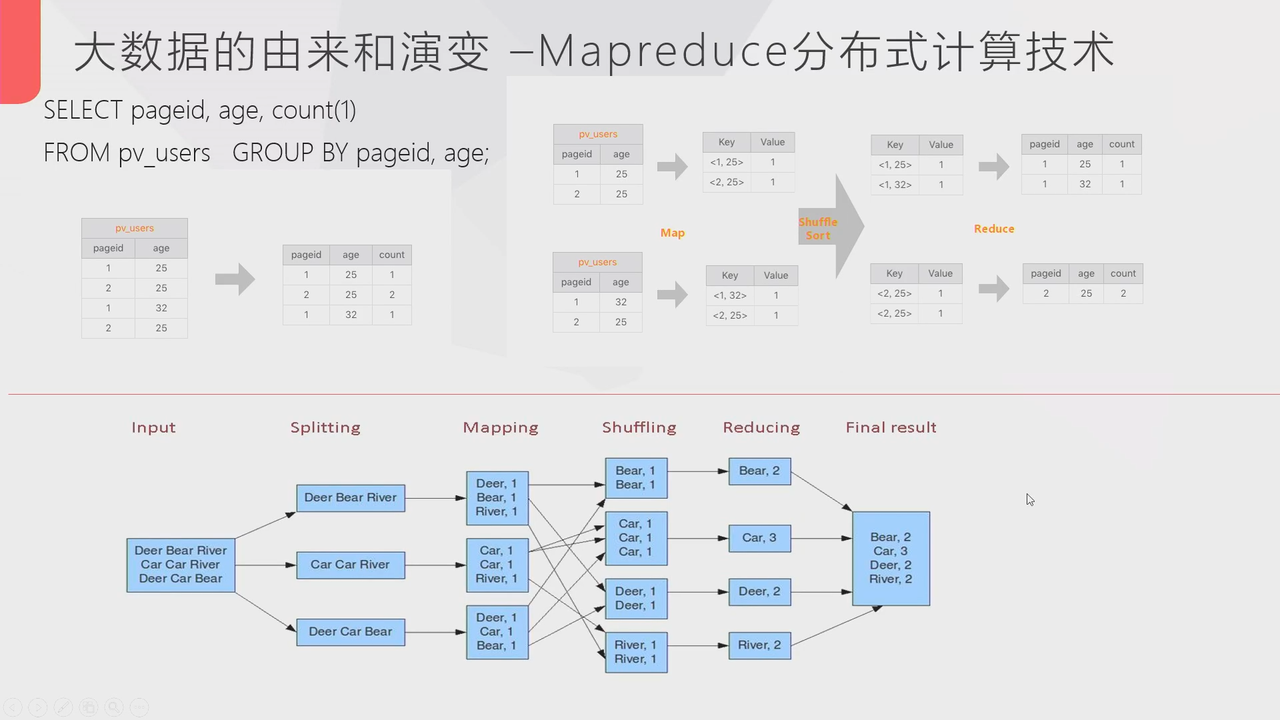 大数据的由来和演变 –Mapreduce分布式计算技术
SELECT pageid, age, count(1)
FROM pv_users GROUP BY pageid, age;
pv_users
pageid age
1 25
2 25
1 32
2 25
pageid age count
1 25 1
2 25 2
1 32 1
pv_users
pageid age
1 25
2 25
Key Value
<1, 25> 1
<2, 25> 1
Map
pv_users
pageid age
1 32
2 25
Key Value
<1, 32> 1
<2, 25> 1
Shuffle
Sort
Key Value
<1, 25> 1
<1, 32> 1
pageid age count
1 25 1
1 32 1
Reduce
Key Value
<2, 25> 1
<2, 25> 1
pageid age count
2 25 2
Input Splitting Mapping Shuffling Reducing Final result
Deer Bear River
Car Car River
Deer Car Bear
Deer Bear River
Car Car River
Deer Car Bear
Deer, 1
Bear, 1
River, 1
Car, 1
Car, 1
River, 1
Deer, 1
Car, 1
Bear, 1
Bear, 1
Bear, 1
Car, 1
Car, 1
Car, 1
Deer, 1
Deer, 1
River, 1
River, 1
Bear, 2
Car, 3
Deer, 2
River, 2
Bear, 2
Car, 3
Deer, 2
River, 2